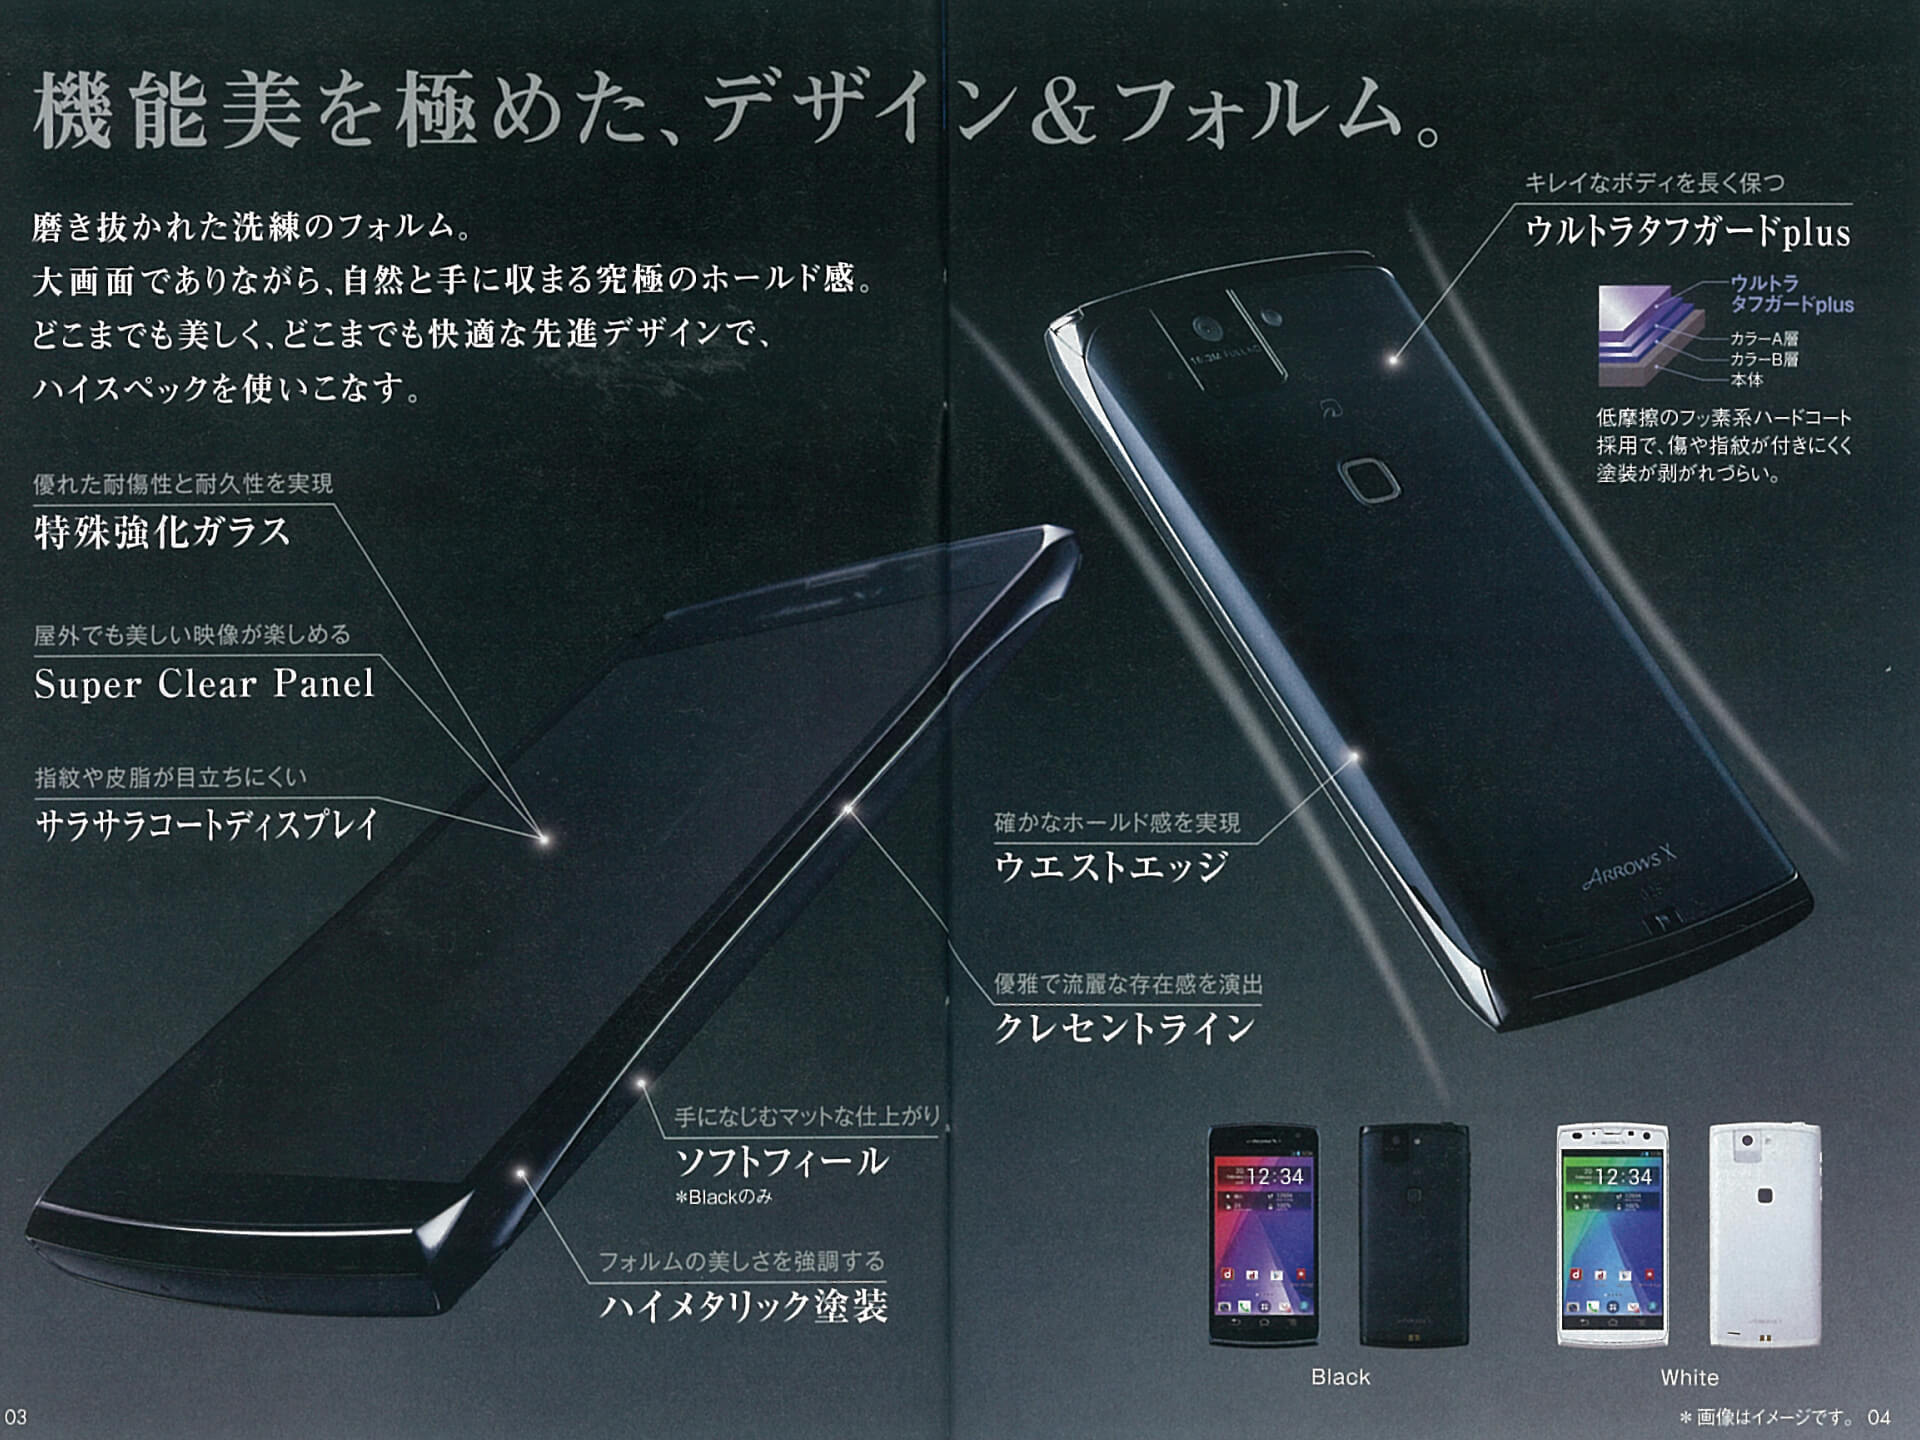 機能美を極めた、デザイン&フォルム。
磨き抜かれた洗練のフォルム。
大画面でありながら、自然と手に収まる究極のホールド感。
どこまでも美しく、どこまでも快適な先進デザインで、
ハイスペックを使いこなす。
優れた耐傷性と耐久性を実現
特殊強化ガラス
屋外でも美しい映像が楽しめる
Super Clear Panel
指紋や皮脂が目立ちにくい
サラサラコートディスプレイ
手になじむマットな仕上がり
ソフトフィール
*Blackのみ
フォルムの美しさを強調する
ハイメタリック塗装
03
キレイなボディを長く保つ
ウルトラタフガードplus
ウルトラ
タフガードplus
カラーA層
カラーB層
本体
低摩擦のフッ素系ハードコート
採用で、傷や指紋が付きにくく
塗装が剥がれづらい。
16.3M FULL HD
ARROWS X
確かなホールド感を実現
ウエストエッジ
優雅で流麗な存在感を演出
クレセントライン
12:34
12:34
Black
White
*画像はイメージです。 04